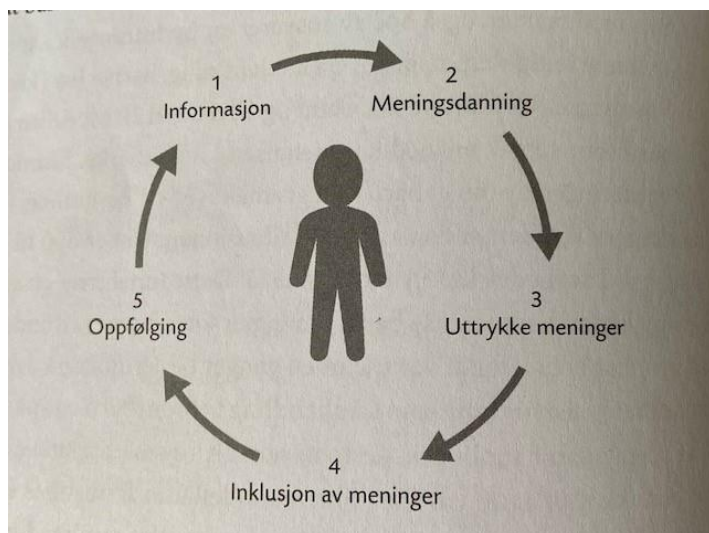 1
Informasjon
2
Meningsdanning
3
Uttrykke meninger
4
Inklusjon av meninger
5
Oppfølging